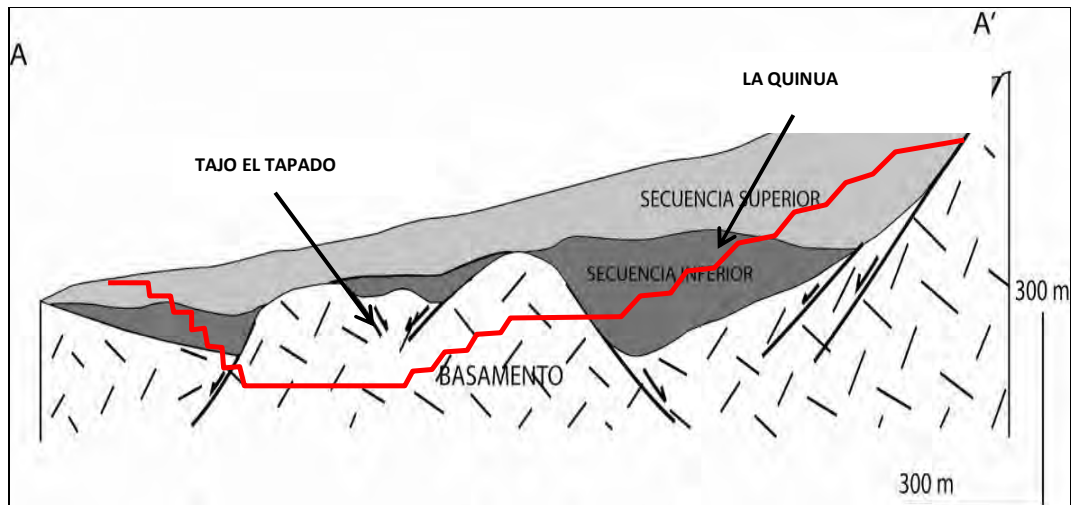 A
A'
LA QUINUA
TAJO EL TAPADO
SECUENCIA SUPERIOR
SECUENCIA INFERIOR
300 m
BASAMENTO
300 m